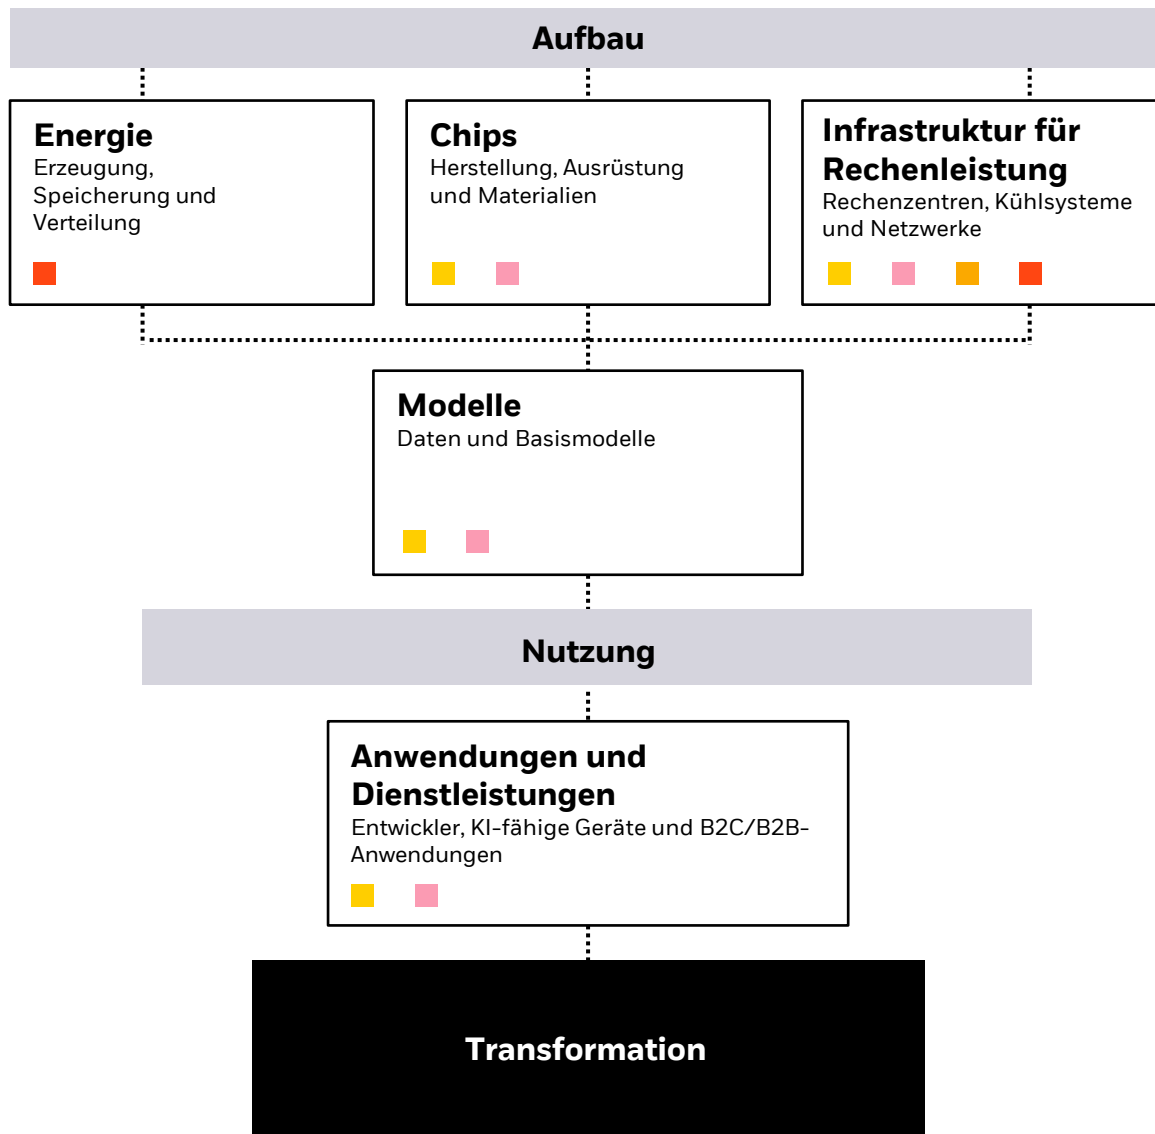 Aufbau
Energie
Erzeugung,
Speicherung und
Verteilung
Chips
Herstellung, Ausrüstung
und Materialien
Infrastruktur für
Rechenleistung
Rechenzentren, Kühlsysteme
und Netzwerke
Modelle
Daten und Basismodelle
Nutzung
Anwendungen und
Dienstleistungen
Entwickler, KI-fähige Geräte und B2C/B2B-
Anwendungen
Transformation